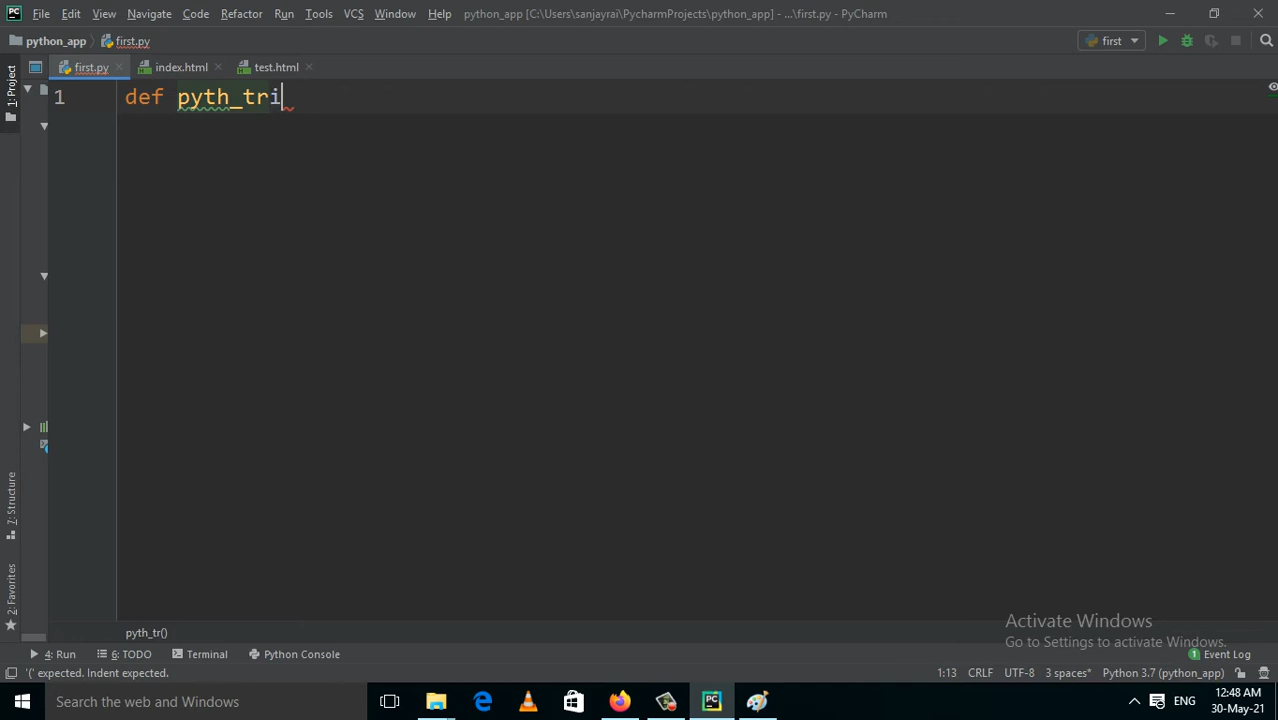 File Edit View Navigate Code Refactor Run Tools VCS Window Help python_app [C:\Users\sanjayrai\PycharmProjects\python_app] - ...\first.py - PyCharm
python_app first.py first
1: Project
first.py index.html test.html
1 def pyth_tri
7: Structure
2: Favorites
Activate Windows
Go to Settings to activate Windows.
pyth_tr()
4: Run 6: TODO Terminal Python Console 1 Event Log
'(' expected. Indent expected. 1:13 CRLF UTF-8 3 spaces* Python 3.7 (python_app)
Search the web and Windows PC ENG 12:48 AM
30-May-21